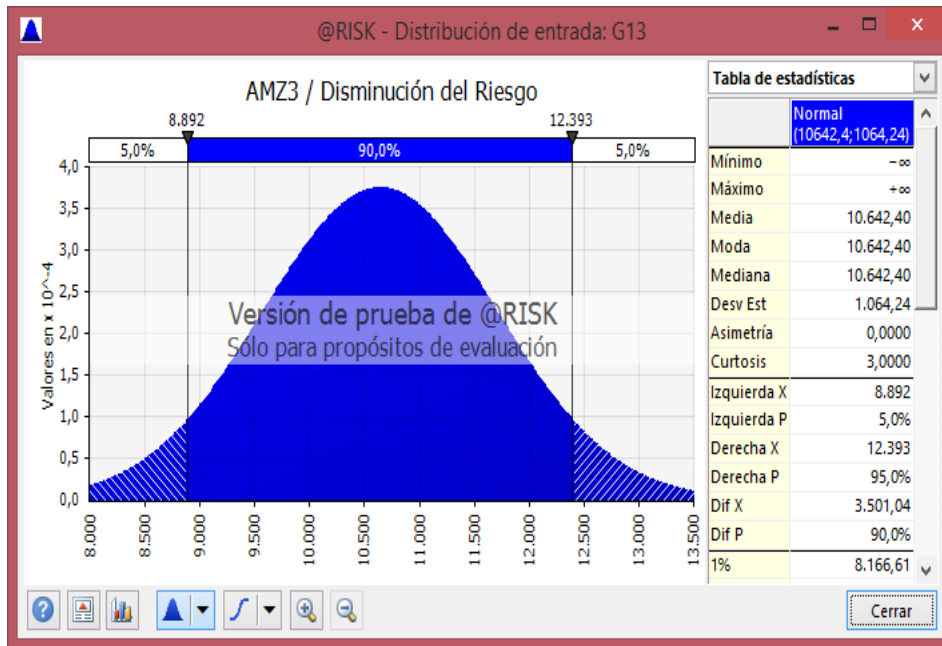 @RISK - Distribución de entrada: G13
AMZ3 / Disminución del Riesgo
8.892 12.393
5,0% 90,0% 5,0%
4,0
3,5
3,0
2,5
2,0
1,5
1,0
0,5
0,0
Valores en x 10^-4
8.000 8.500 9.000 9.500 10.000 10.500 11.000 11.500 12.000 12.500 13.000 13.500
Versión de prueba de @RISK
Sólo para propósitos de evaluación
Tabla de estadísticas
Normal
(10642,4;1064,24)
Mínimo −∞
Máximo +∞
Media 10.642,40
Moda 10.642,40
Mediana 10.642,40
Desv Est 1.064,24
Asimetría 0,0000
Curtosis 3,0000
Izquierda X 8.892
Izquierda P 5,0%
Derecha X 12.393
Derecha P 95,0%
Dif X 3.501,04
Dif P 90,0%
1% 8.166,61
Cerrar